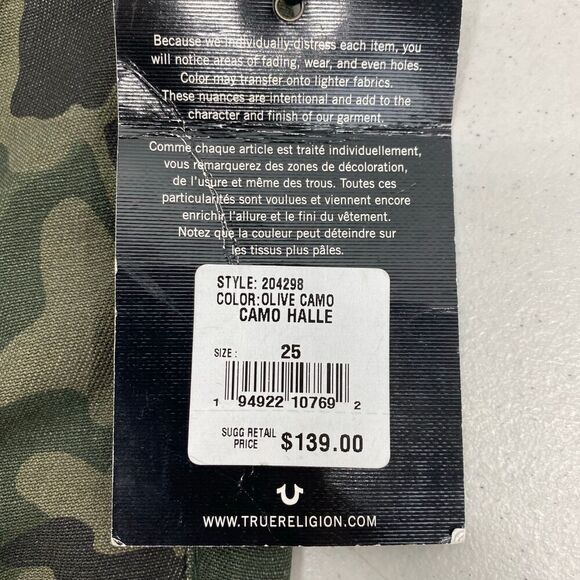 Because we individually distress each item, you
will notice areas of fading, wear, and even holes.
Color may transfer onto lighter fabrics.
These nuances are intentional and add to the
character and finish of our garment.
Comme chaque article est traité individuellement,
vous remarquerez des zones de décoloration,
de l'usure et même des trous. Toutes ces
particularités sont voulues et viennent encore
enrichir l'allure et le fini du vêtement.
Notez que la couleur peut déteindre sur
les tissus plus pâles.
STYLE: 204298
COLOR:OLIVE CAMO
CAMO HALLE
SIZE: 25
1 94922 10769 2
SUGG RETAIL
PRICE $139.00
WWW.TRUERELIGION.COM